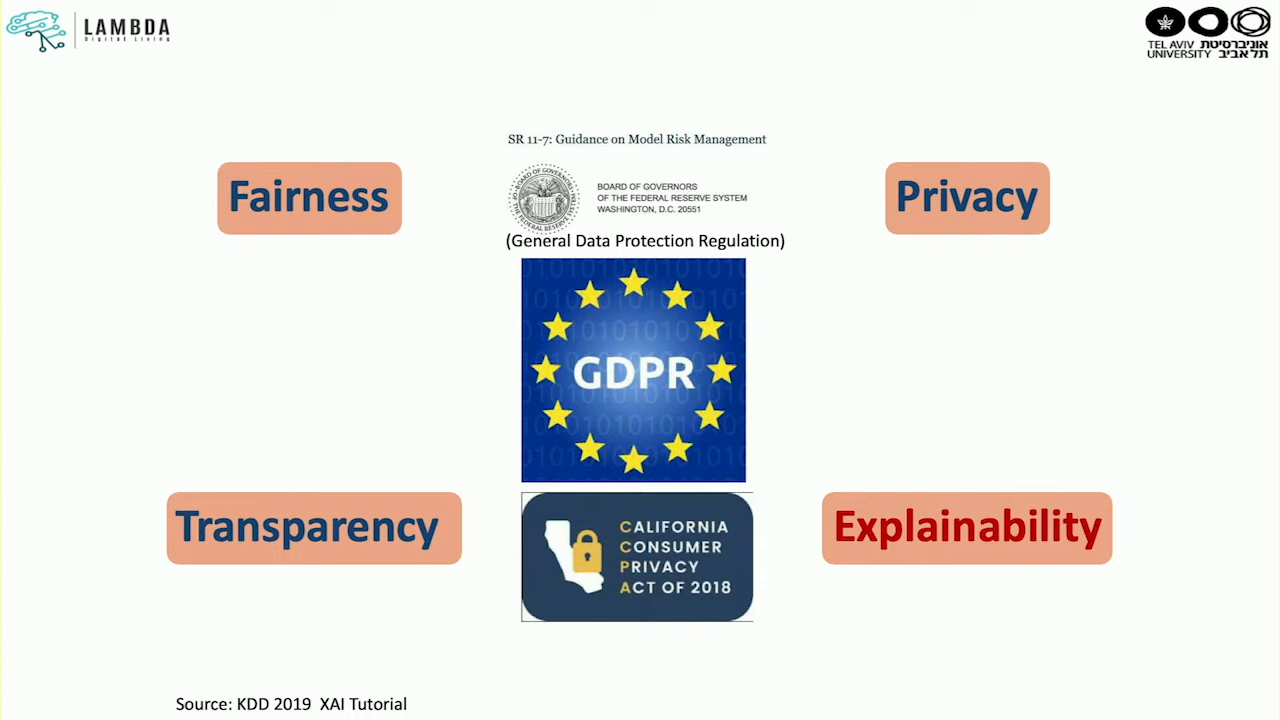 LAMBDA
Digital Living
TEL AVIV אוניברסיטת
UNIVERSITY תל אביב
SR 11-7: Guidance on Model Risk Management
BOARD OF GOVERNORS
OF THE FEDERAL RESERVE SYSTEM
WASHINGTON, D.C. 20551
Fairness
Privacy
(General Data Protection Regulation)
GDPR
Transparency
CALIFORNIA
CONSUMER
PRIVACY
ACT OF 2018
Explainability
Source: KDD 2019 XAI Tutorial